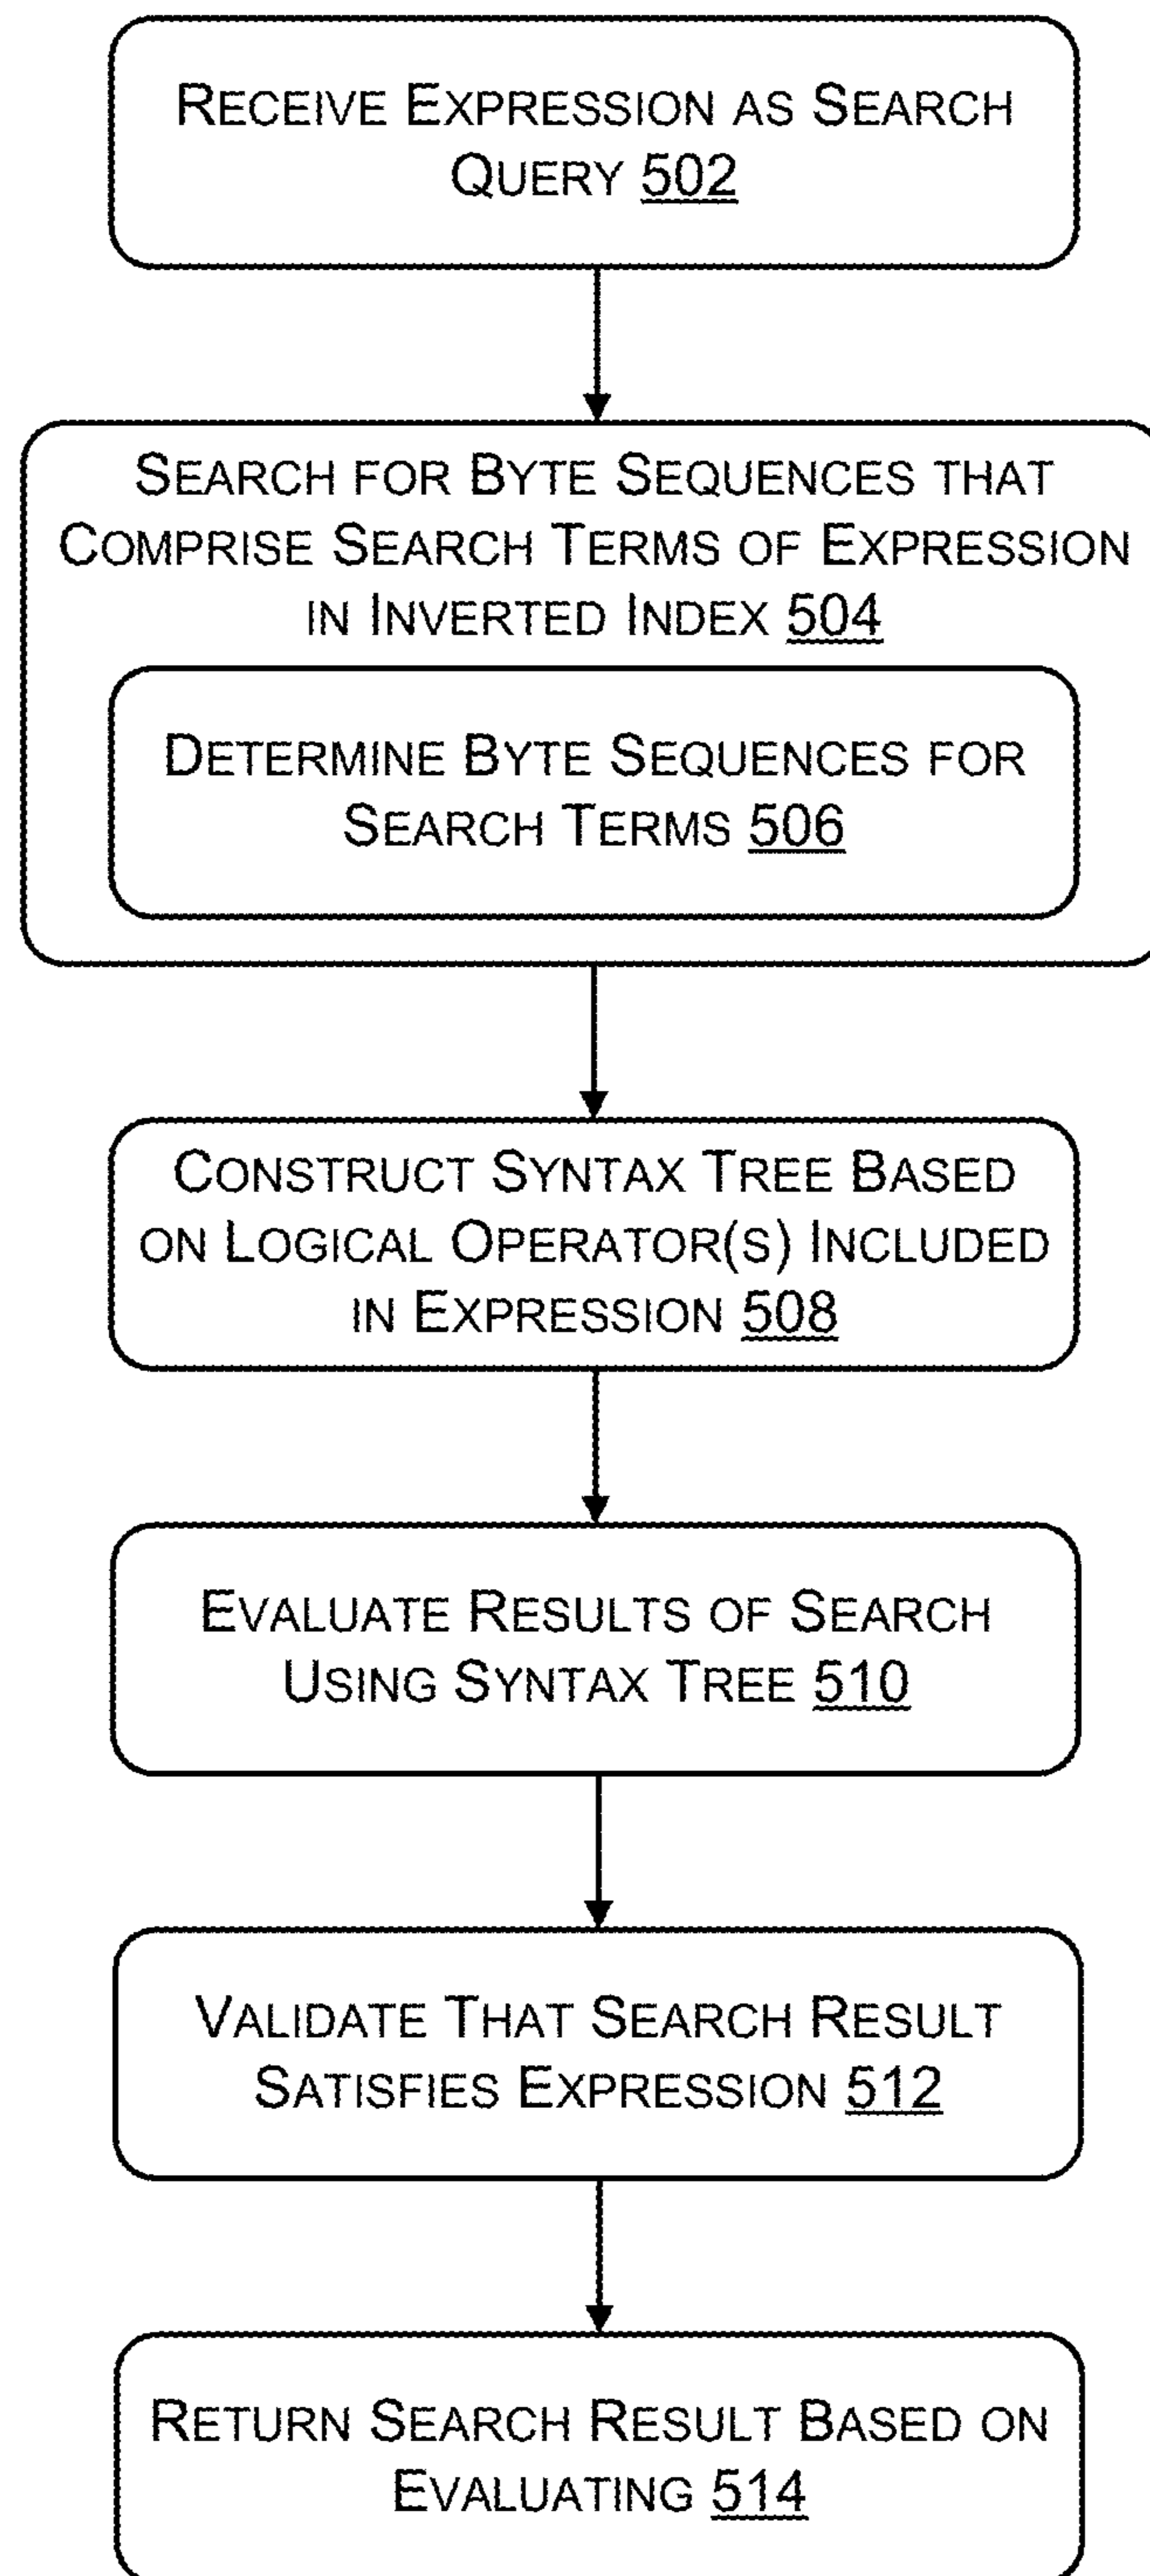 RECEIVE EXPRESSION AS SEARCH
QUERY 502
SEARCH FOR BYTE SEQUENCES THAT
COMPRISE SEARCH TERMS OF EXPRESSION
IN INVERTED INDEX 504
DETERMINE BYTE SEQUENCES FOR
SEARCH TERMS 506
CONSTRUCT SYNTAX TREE BASED
ON LOGICAL OPERATOR(S) INCLUDED
IN EXPRESSION 508
EVALUATE RESULTS OF SEARCH
USING SYNTAX TREE 510
VALIDATE THAT SEARCH RESULT
SATISFIES EXPRESSION 512
RETURN SEARCH RESULT BASED ON
EVALUATING 514